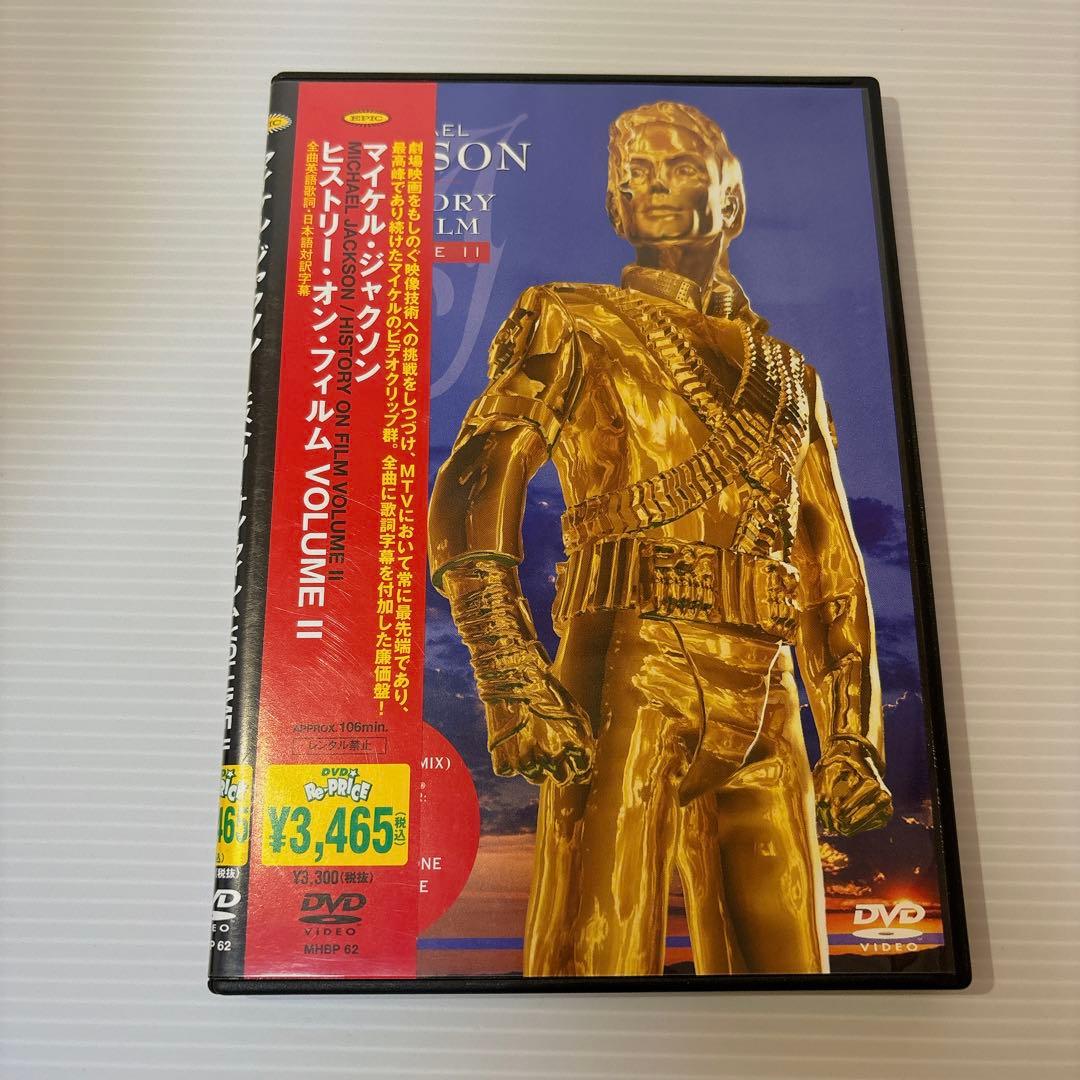 EPIC
劇場映画をもしのぐ映像技術への挑戦をしつづけ、MTVにおいて常に最先端であり、
最高峰であり続けたマイケルのビデオクリップ群。全曲に歌詞字幕を付加した廉価盤!
マイケル・ジャクソン
MICHAEL JACKSON / HISTORY ON FILM VOLUME II
ヒストリー・オン・フィルム VOLUME II
全曲英語歌詞・日本語対訳字幕
APPROX. 106min.
レンタル禁止
DVD
Re-PRICE
¥3,465(税込)
¥3,300(税抜)
DVD
VIDEO
MHBP 62
AEL
SON
ORY
LM
E II
MIX)
ONE
E
DVD
VIDEO
465
(税抜)
P 62